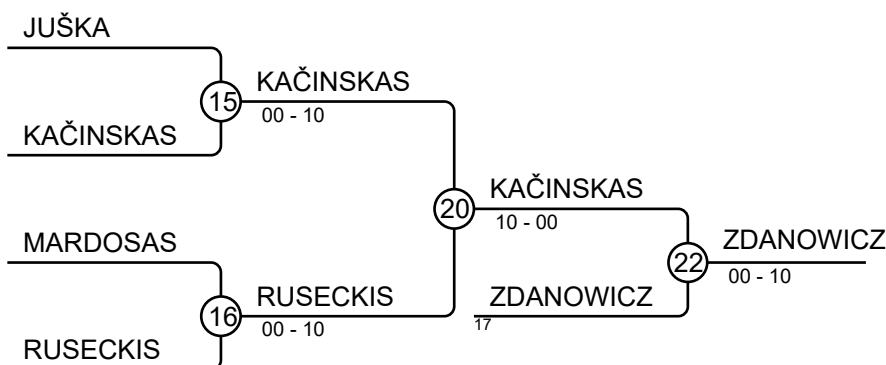 JUŠKA
15
KAČINSKAS
00 - 10
KAČINSKAS
20
KAČINSKAS
10 - 00
MARDOSAS
22
ZDANOWICZ
00 - 10
16
RUSECKIS
00 - 10
ZDANOWICZ
17
RUSECKIS